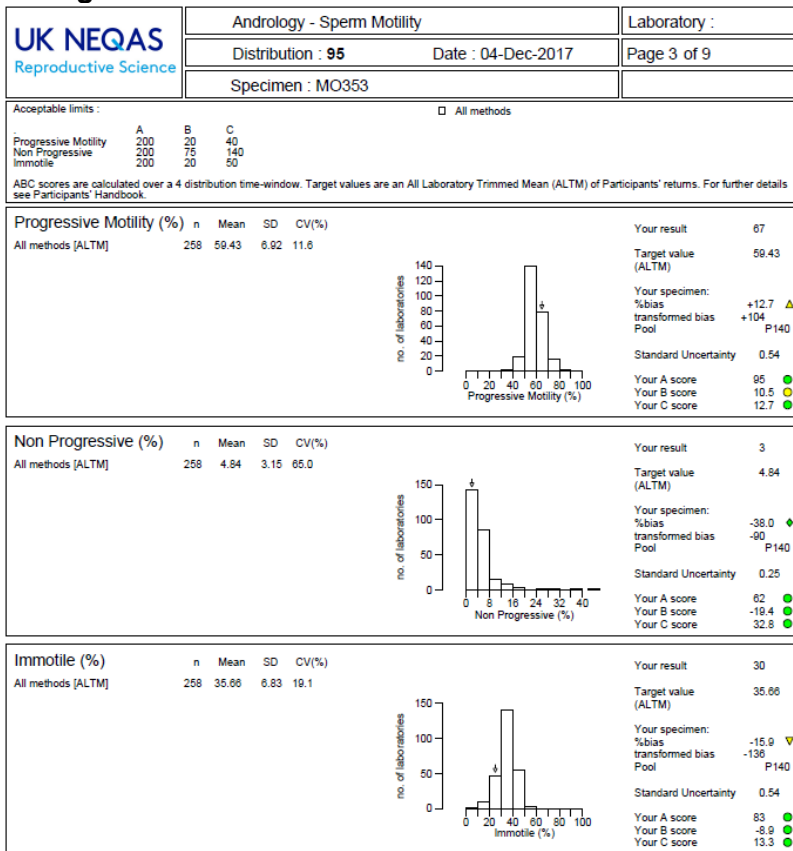 UK NEQAS
Reproductive Science
Andrology - Sperm Motility
Laboratory :
Distribution : 95 Date : 04-Dec-2017
Page 3 of 9
Specimen : MO353
Acceptable limits :
All methods
. A B C
Progressive Motility 200 20 40
Non Progressive 200 75 140
Immotile 200 20 50
ABC scores are calculated over a 4 distribution time-window. Target values are an All Laboratory Trimmed Mean (ALTM) of Participants' returns. For further details
see Participants' Handbook.
Progressive Motility (%) n Mean SD CV(%)
All methods [ALTM] 258 59.43 6.92 11.6
no. of laboratories
140
120
100
80
60
40
20
0
0 20 40 60 80 100
Progressive Motility (%)
Your result 67
Target value 59.43
(ALTM)
Your specimen:
%bias +12.7
transformed bias +104
Pool P140
Standard Uncertainty 0.54
Your A score 95
Your B score 10.5
Your C score 12.7
Non Progressive (%) n Mean SD CV(%)
All methods [ALTM] 258 4.84 3.15 65.0
no. of laboratories
150
100
50
0
0 8 16 24 32 40
Non Progressive (%)
Your result 3
Target value 4.84
(ALTM)
Your specimen:
%bias -38.0
transformed bias -90
Pool P140
Standard Uncertainty 0.25
Your A score 62
Your B score -19.4
Your C score 32.8
Immotile (%) n Mean SD CV(%)
All methods [ALTM] 258 35.66 6.83 19.1
no. of laboratories
150
100
50
0
0 20 40 60 80 100
Immotile (%)
Your result 30
Target value 35.66
(ALTM)
Your specimen:
%bias -15.9
transformed bias -136
Pool P140
Standard Uncertainty 0.54
Your A score 83
Your B score -8.9
Your C score 13.3